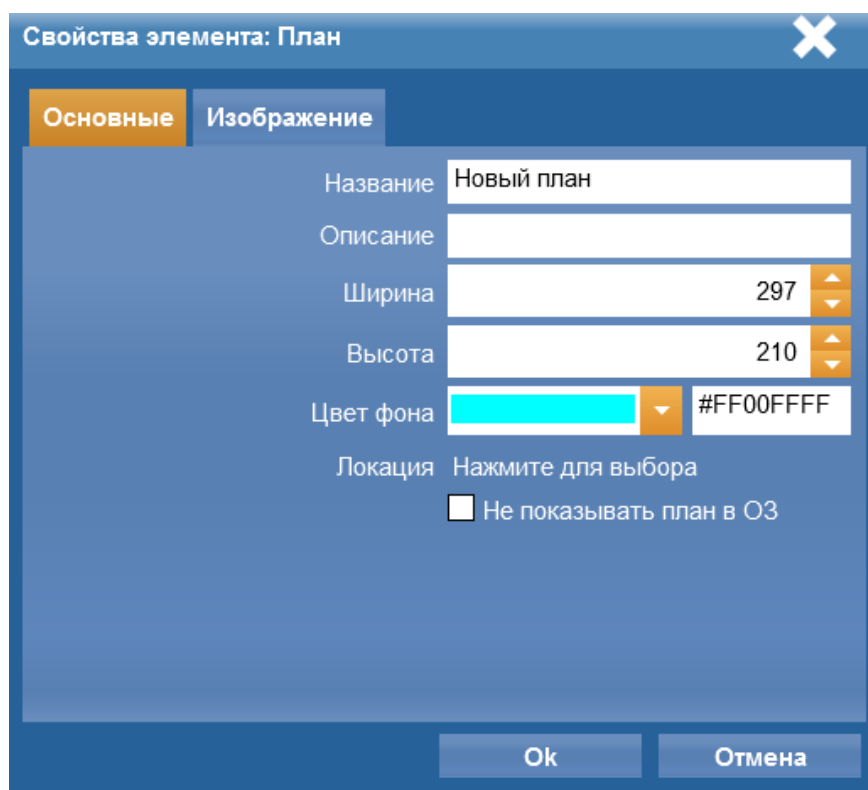 Свойства элемента: План
Основные Изображение
Название Новый план
Описание
Ширина 297
Высота 210
Цвет фона #FF00FFFF
Локация Нажмите для выбора
Не показывать план в ОЗ
Ok Отмена